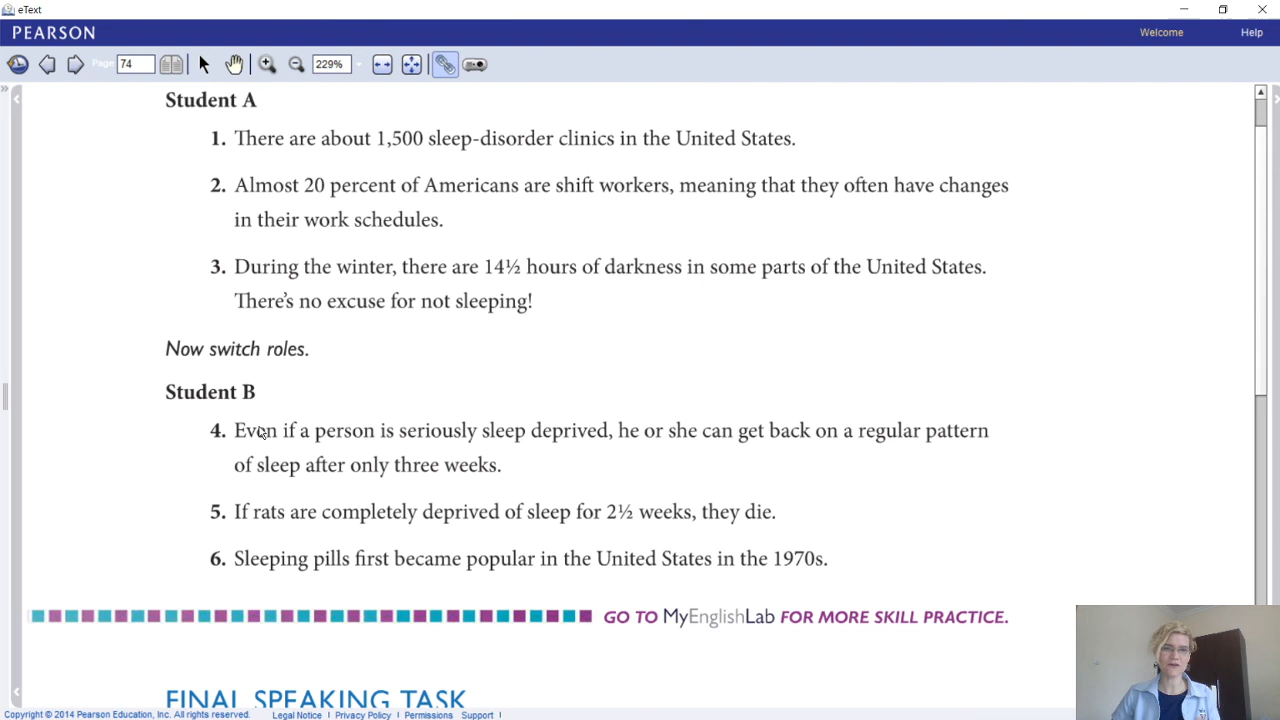 eText
PEARSON
Welcome
Help
Page 74
229%
Student A
1. There are about 1,500 sleep-disorder clinics in the United States.
2. Almost 20 percent of Americans are shift workers, meaning that they often have changes
in their work schedules.
3. During the winter, there are 14½ hours of darkness in some parts of the United States.
There's no excuse for not sleeping!
Now switch roles.
Student B
4. Even if a person is seriously sleep deprived, he or she can get back on a regular pattern
of sleep after only three weeks.
5. If rats are completely deprived of sleep for 2½ weeks, they die.
6. Sleeping pills first became popular in the United States in the 1970s.
GO TO MyEnglishLab FOR MORE SKILL PRACTICE.
FINAL SPEAKING TASK
Copyright © 2014 Pearson Education, Inc. All rights reserved. Legal Notice | Privacy Policy | Permissions Support |